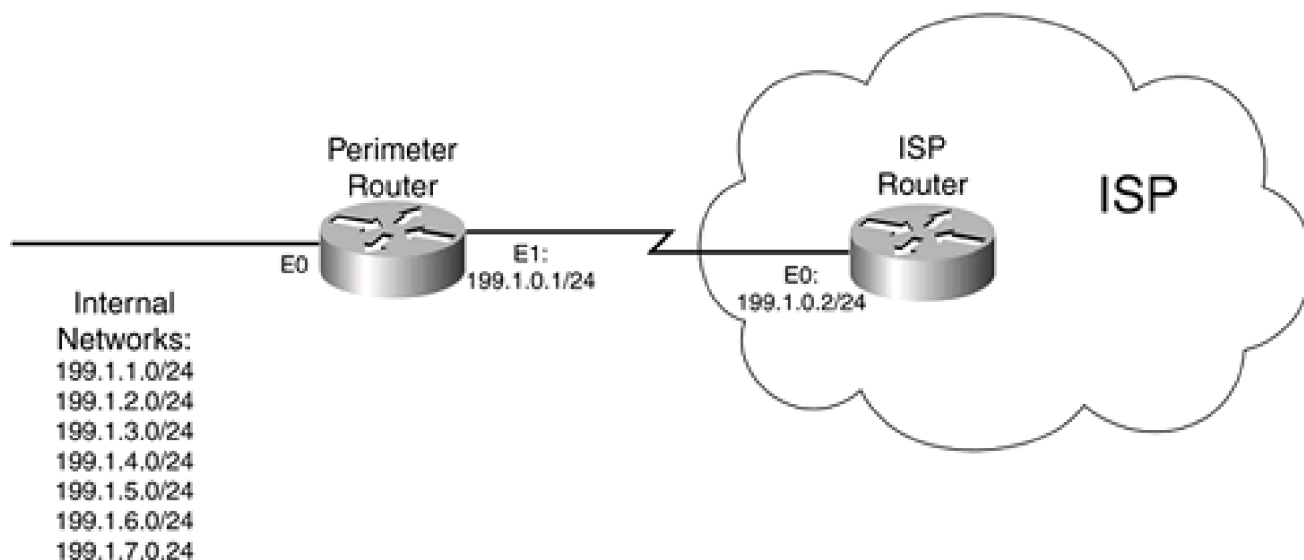 Perimeter
Router
ISP
Router
ISP
E0
E1:
199.1.0.1/24
E0:
199.1.0.2/24
Internal
Networks:
199.1.1.0/24
199.1.2.0/24
199.1.3.0/24
199.1.4.0/24
199.1.5.0/24
199.1.6.0/24
199.1.7.0.24